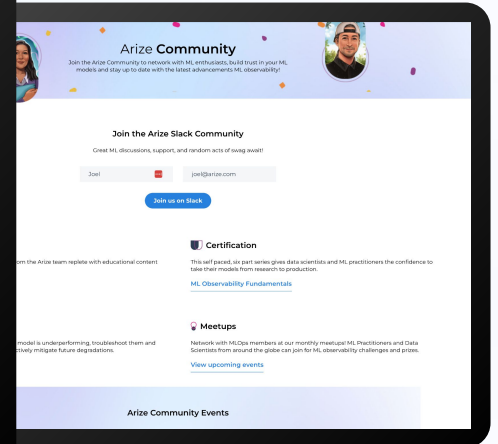 Arize Community
Join the Arize Community to network with ML enthusiasts, build trust in your ML
models and stay up to date with the latest advancements ML observability!
Join the Arize Slack Community
Great ML discussions, support, and random acts of swag await!
Joel
joel@arize.com
Join us on Slack
om the Arize team replete with educational content
Certification
This self paced, six part series gives data scientists and ML practitioners the confidence to
take their models from research to production.
ML Observability Fundamentals
model is underperforming, troubleshoot them and
ctively mitigate future degradations.
Meetups
Network with MLOps members at our monthly meetups! ML Practitioners and Data
Scientists from around the globe can join for ML observability challenges and prizes.
View upcoming events
Arize Community Events